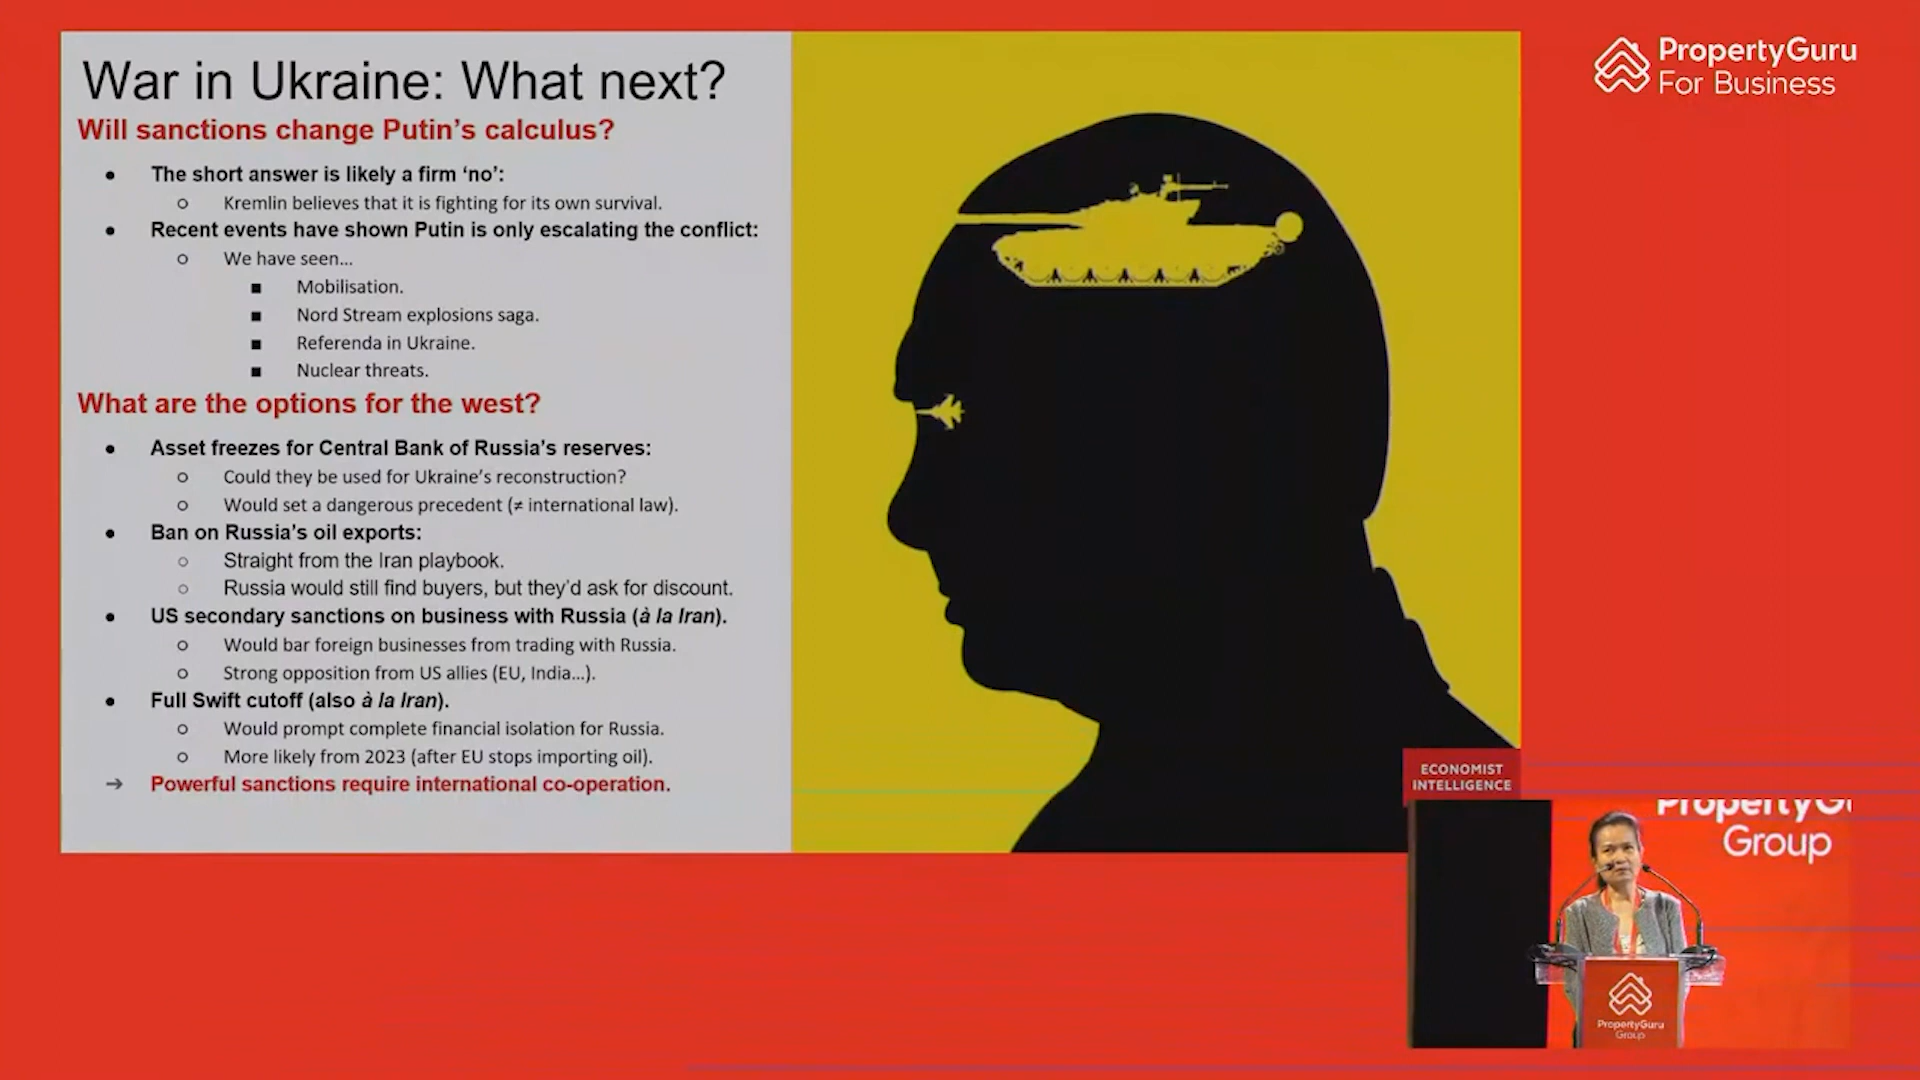 War in Ukraine: What next?
Will sanctions change Putin's calculus?
● The short answer is likely a firm ‘no’:
○ Kremlin believes that it is fighting for its own survival.
● Recent events have shown Putin is only escalating the conflict:
○ We have seen...
■ Mobilisation.
■ Nord Stream explosions saga.
■ Referenda in Ukraine.
■ Nuclear threats.
What are the options for the west?
● Asset freezes for Central Bank of Russia's reserves:
○ Could they be used for Ukraine's reconstruction?
○ Would set a dangerous precedent (≠ international law).
● Ban on Russia's oil exports:
○ Straight from the Iran playbook.
○ Russia would still find buyers, but they'd ask for discount.
● US secondary sanctions on business with Russia (à la Iran).
○ Would bar foreign businesses from trading with Russia.
○ Strong opposition from US allies (EU, India...).
● Full Swift cutoff (also à la Iran).
○ Would prompt complete financial isolation for Russia.
○ More likely from 2023 (after EU stops importing oil).
➔ Powerful sanctions require international co-operation.
PropertyGuru
For Business
ECONOMIST
INTELLIGENCE
PropertyGu
Group
PropertyGuru
Group